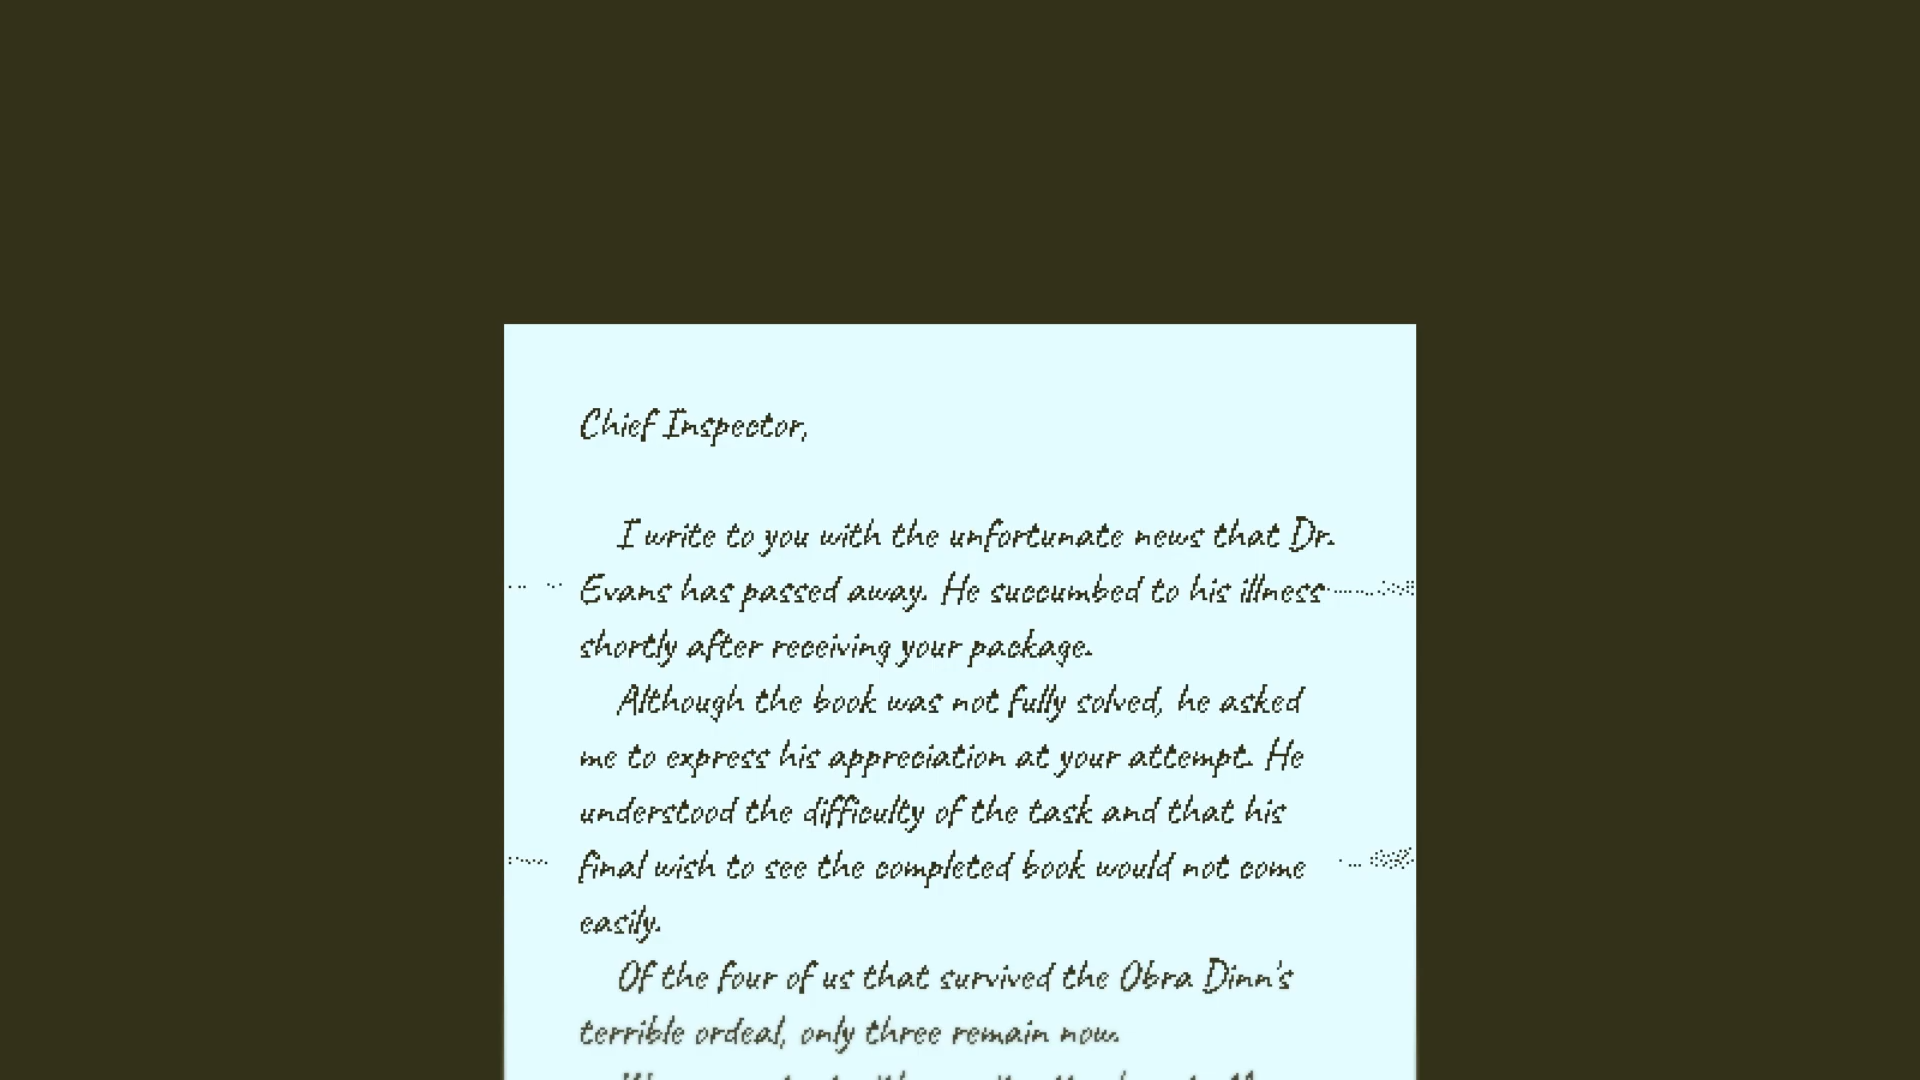 Chief Inspector,
I write to you with the unfortunate news that Dr.
Evans has passed away. He succumbed to his illness
shortly after receiving your package.
Although the book was not fully solved, he asked
me to express his appreciation at your attempt. He
understood the difficulty of the task and that his
final wish to see the completed book would not come
easily.
Of the four of us that survived the Obra Dinn's
terrible ordeal, only three remain now.